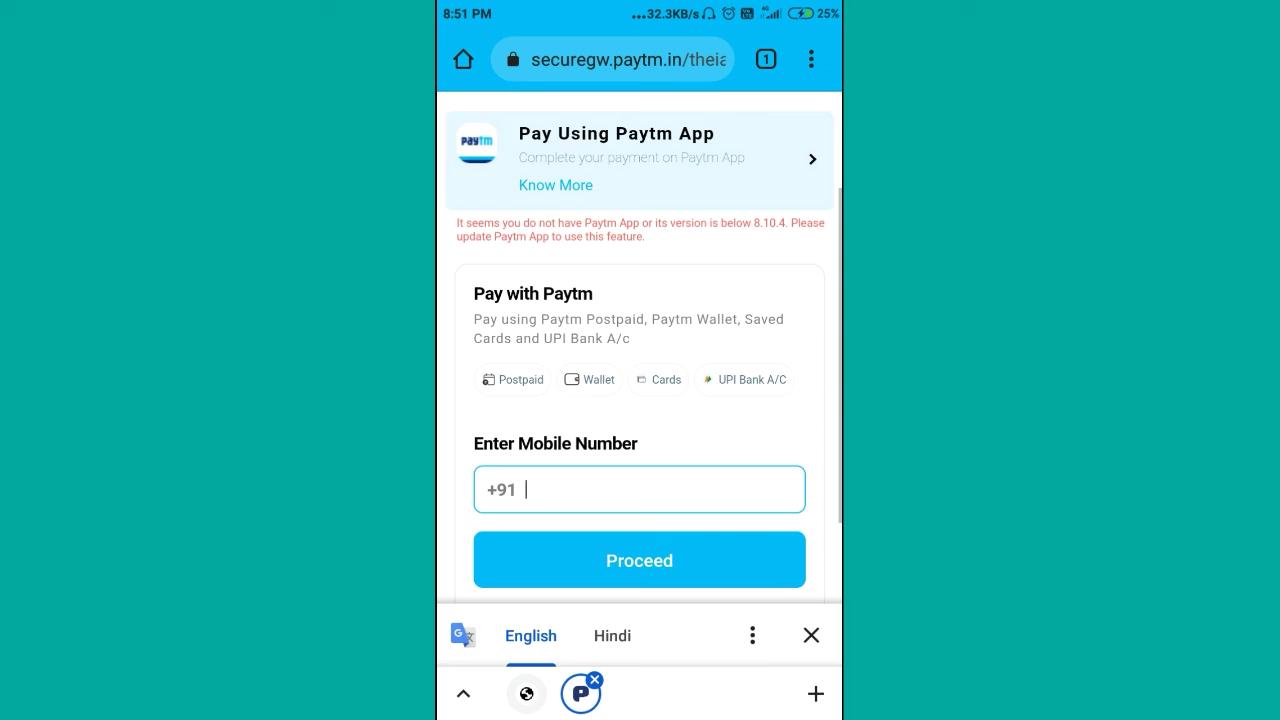 8:51 PM ...32.3KB/s 4G 25%
securegw.paytm.in/theia 1
paytm
Pay Using Paytm App
Complete your payment on Paytm App
Know More
It seems you do not have Paytm App or its version is below 8.10.4. Please
update Paytm App to use this feature.
Pay with Paytm
Pay using Paytm Postpaid, Paytm Wallet, Saved
Cards and UPI Bank A/c
Postpaid Wallet Cards UPI Bank A/C
Enter Mobile Number
+91
Proceed
G 文 English Hindi
P